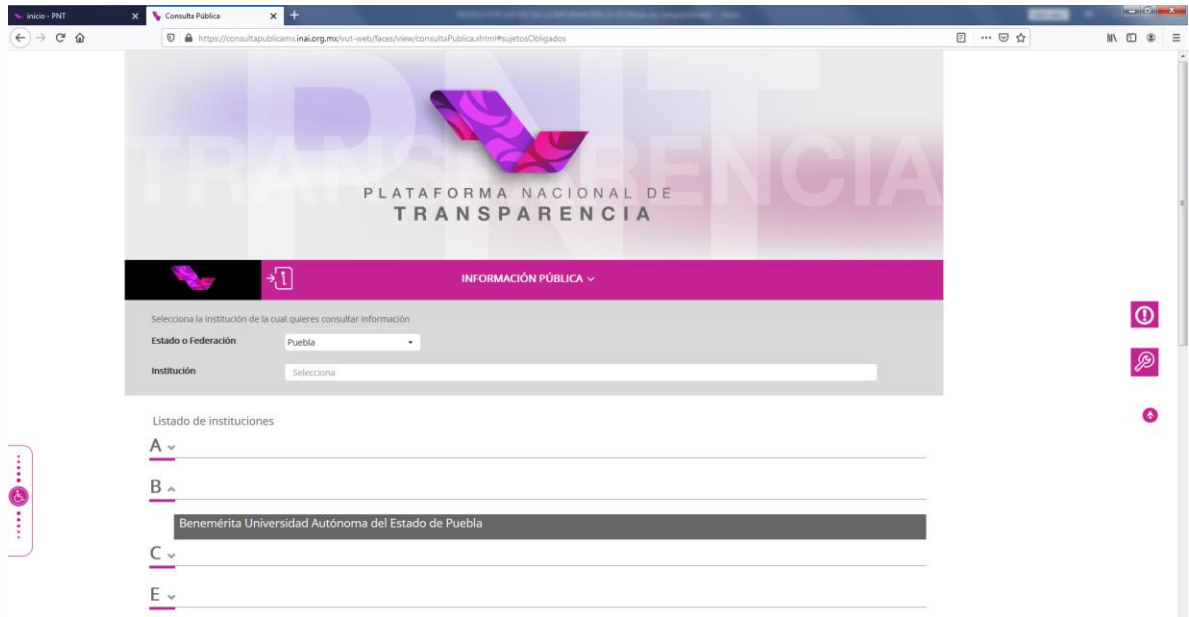 inicio - PNT
Consulta Pública
https://consultapublicamx.inai.org.mx/vut-web/faces/view/consultaPublica.xhtml#sujetosObligados
PNT
TRANSPARENCIA
PLATAFORMA NACIONAL DE
TRANSPARENCIA
INFORMACIÓN PÚBLICA
Selecciona la institución de la cual quieres consultar información
Estado o Federación Puebla
Institución Selecciona
Listado de instituciones
A
B
Benemérita Universidad Autónoma del Estado de Puebla
C
E